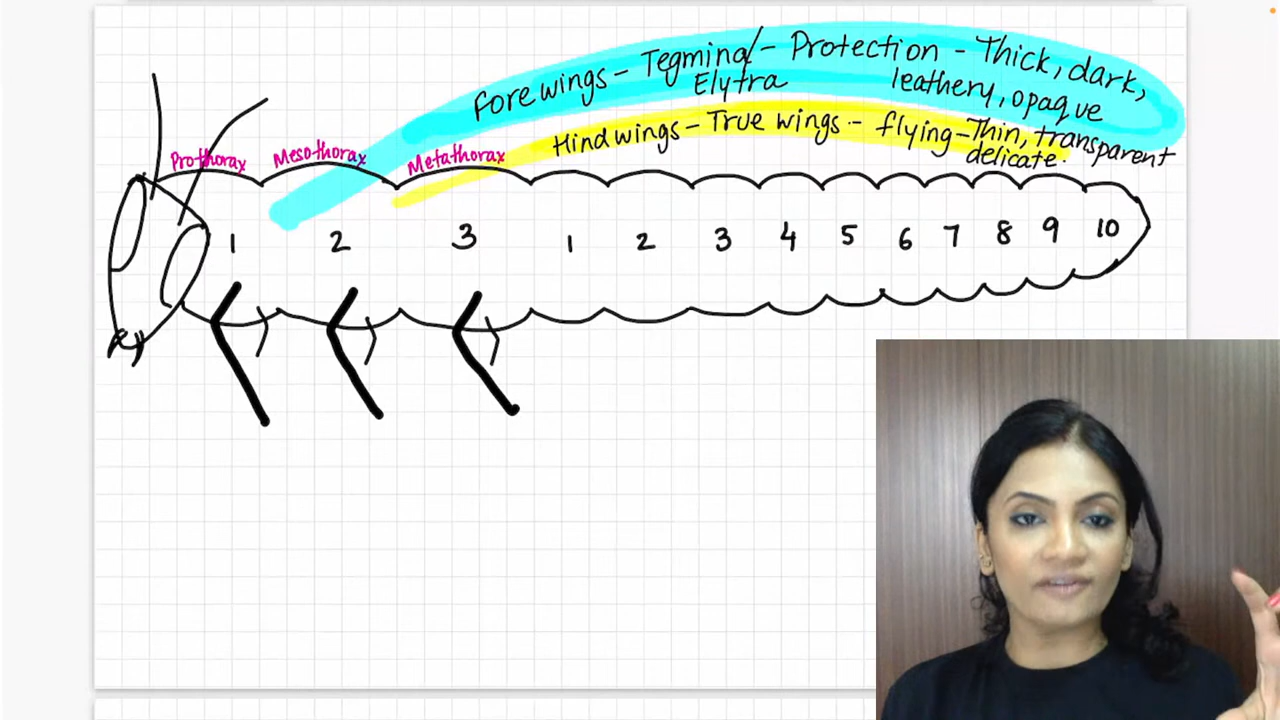 Fore wings - Tegmina/ - Protection - Thick, dark,
Elytra leathery, opaque
Hind wings - True wings - flying - Thin, transparent
delicate.
Prothorax Mesothorax Metathorax
1 2 3 1 2 3 4 5 6 7 8 9 10